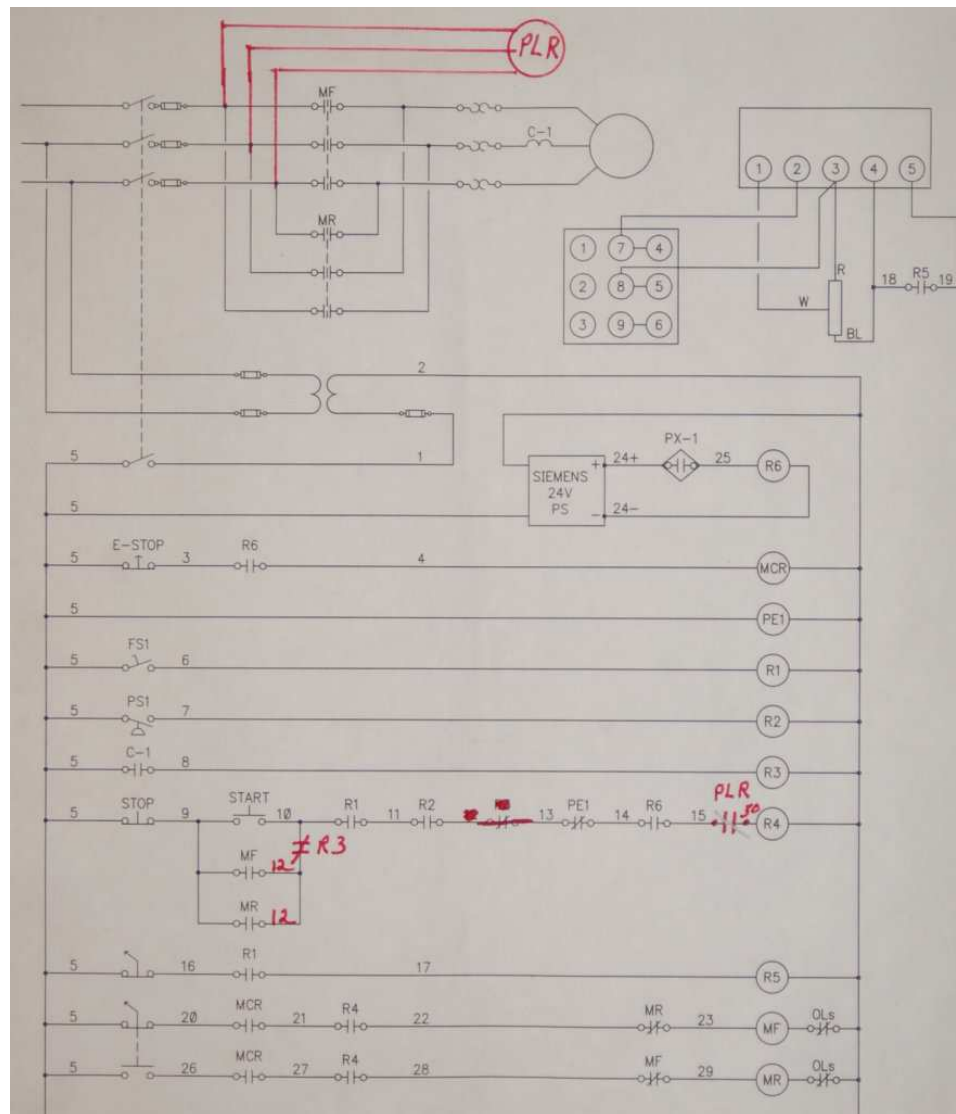 PLR
MF
C-1
1 2 3 4 5
MR
1 7 4
2 8 5
3 9 6
R
W
BL
18 R5 19
2
1
5
5
SIEMENS
24V
PS
+
-
24+
24-
PX-1
25
R6
E-STOP
5 3 R6 4 MCR
5 PE1
FS1
5 6 R1
PS1
5 7 R2
C-1
5 8 R3
STOP START R1 R2 PE1 R6 PLR
5 9 10 11 13 14 15 50 R4
R3
MF 12
MR 12
R1
5 16 17 R5
MCR R4 MR OLs
5 20 21 22 23 MF
MCR R4 MF OLs
5 26 27 28 29 MR